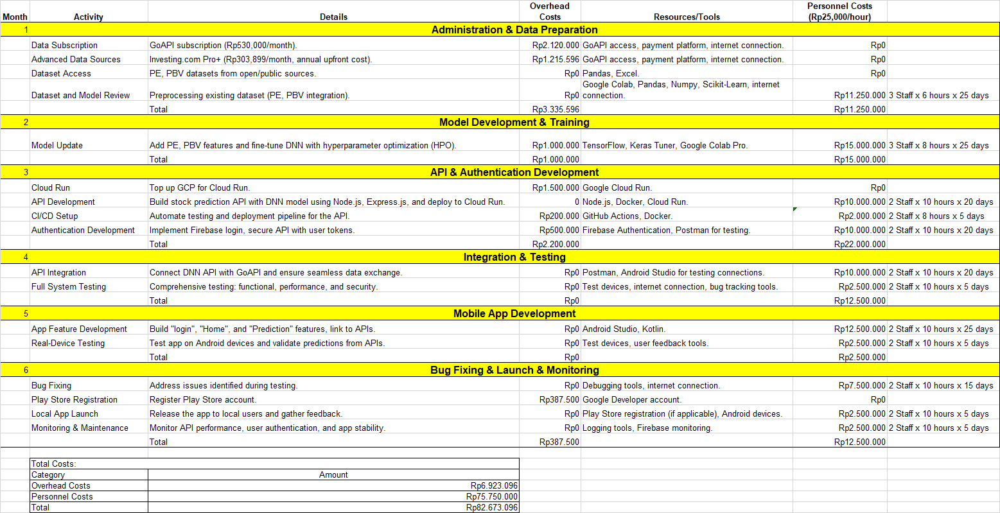 Month Activity Details Overhead Costs Resources/Tools Personnel Costs (Rp25,000/hour)
1 Administration & Data Preparation
Data Subscription GoAPI subscription (Rp530,000/month). Rp2.120.000 GoAPI access, payment platform, internet connection. Rp0
Advanced Data Sources Investing.com Pro+ (Rp303,899/month, annual upfront cost). Rp1.215.596 GoAPI access, payment platform, internet connection. Rp0
Dataset Access PE, PBV datasets from open/public sources. Rp0 Pandas, Excel. Rp0
Dataset and Model Review Preprocessing existing dataset (PE, PBV integration). Rp0 Google Colab, Pandas, Numpy, Scikit-Learn, internet connection. Rp11.250.000 3 Staff x 6 hours x 25 days
Total Rp3.335.596 Rp11.250.000
2 Model Development & Training
Model Update Add PE, PBV features and fine-tune DNN with hyperparameter optimization (HPO). Rp1.000.000 TensorFlow, Keras Tuner, Google Colab Pro. Rp15.000.000 3 Staff x 8 hours x 25 days
Total Rp1.000.000 Rp15.000.000
3 API & Authentication Development
Cloud Run Top up GCP for Cloud Run. Rp1.500.000 Google Cloud Run. Rp0
API Development Build stock prediction API with DNN model using Node.js, Express.js, and deploy to Cloud Run. 0 Node.js, Docker, Cloud Run. Rp10.000.000 2 Staff x 10 hours x 20 days
CI/CD Setup Automate testing and deployment pipeline for the API. Rp200.000 GitHub Actions, Docker. Rp2.000.000 2 Staff x 8 hours x 5 days
Authentication Development Implement Firebase login, secure API with user tokens. Rp500.000 Firebase Authentication, Postman for testing. Rp10.000.000 2 Staff x 10 hours x 20 days
Total Rp2.200.000 Rp22.000.000
4 Integration & Testing
API Integration Connect DNN API with GoAPI and ensure seamless data exchange. Rp0 Postman, Android Studio for testing connections. Rp10.000.000 2 Staff x 10 hours x 20 days
Full System Testing Comprehensive testing: functional, performance, and security. Rp0 Test devices, internet connection, bug tracking tools. Rp2.500.000 2 Staff x 10 hours x 5 days
Total Rp0 Rp12.500.000
5 Mobile App Development
App Feature Development Build "login", "Home", and "Prediction" features, link to APIs. Rp0 Android Studio, Kotlin. Rp12.500.000 2 Staff x 10 hours x 25 days
Real-Device Testing Test app on Android devices and validate predictions from APIs. Rp0 Test devices, user feedback tools. Rp2.500.000 2 Staff x 10 hours x 5 days
Total Rp0 Rp2.500.000
6 Bug Fixing & Launch & Monitoring
Bug Fixing Address issues identified during testing. Rp0 Debugging tools, internet connection. Rp7.500.000 2 Staff x 10 hours x 15 days
Play Store Registration Register Play Store account. Rp387.500 Google Developer account. Rp0
Local App Launch Release the app to local users and gather feedback. Rp0 Play Store registration (if applicable), Android devices. Rp2.500.000 2 Staff x 10 hours x 5 days
Monitoring & Maintenance Monitor API performance, user authentication, and app stability. Rp0 Logging tools, Firebase monitoring. Rp2.500.000 2 Staff x 10 hours x 5 days
Total Rp387.500 Rp12.500.000
Total Costs:
Category Amount
Overhead Costs Rp6.923.096
Personnel Costs Rp75.750.000
Total Rp82.673.096